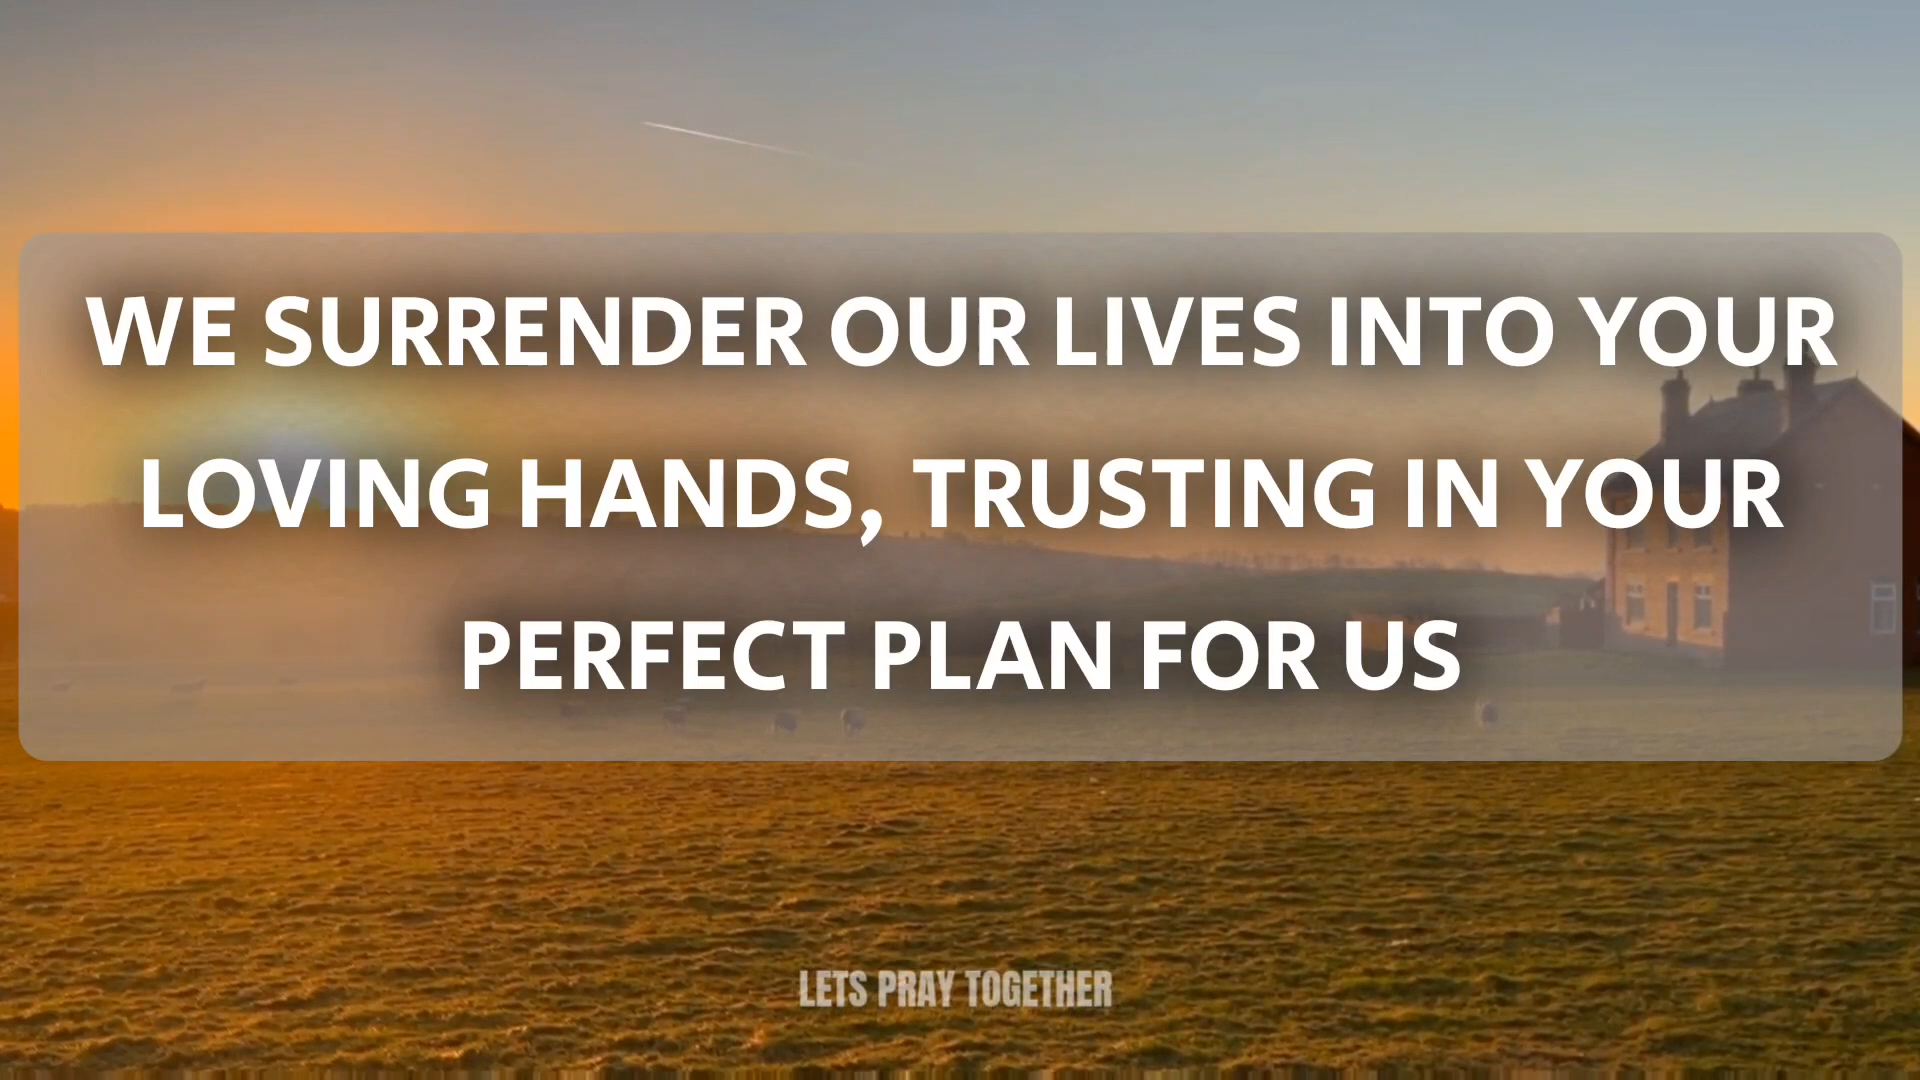 WE SURRENDER OUR LIVES INTO YOUR
LOVING HANDS, TRUSTING IN YOUR
PERFECT PLAN FOR US
LETS PRAY TOGETHER